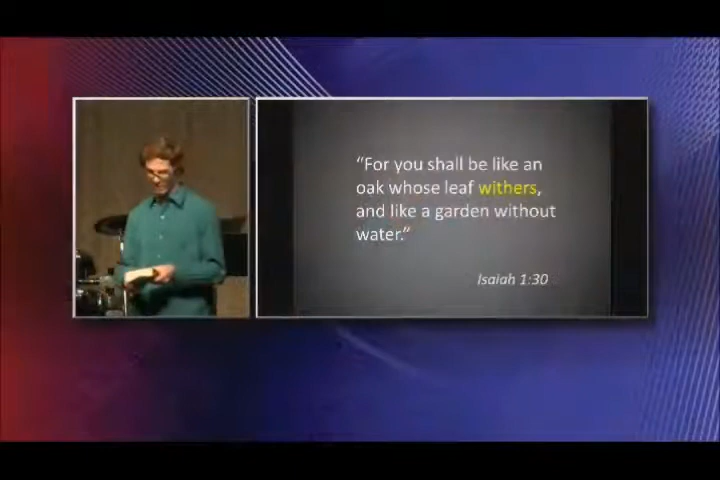 “For you shall be like an
oak whose leaf withers,
and like a garden without
water.”
Isaiah 1:30